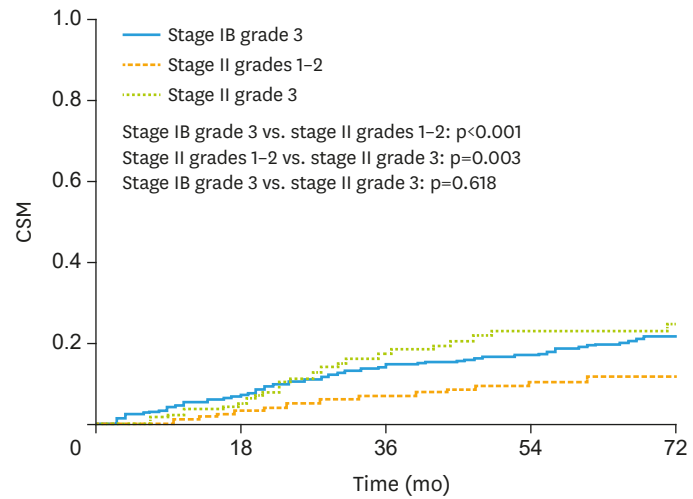 1.0
Stage IB grade 3
Stage II grades 1–2
0.8
Stage II grade 3
Stage IB grade 3 vs. stage II grades 1–2: p<0.001
Stage II grades 1–2 vs. stage II grade 3: p=0.003
0.6
Stage IB grade 3 vs. stage II grade 3: p=0.618
CSM
0.4
0.2
0 18 36 54 72
Time (mo)